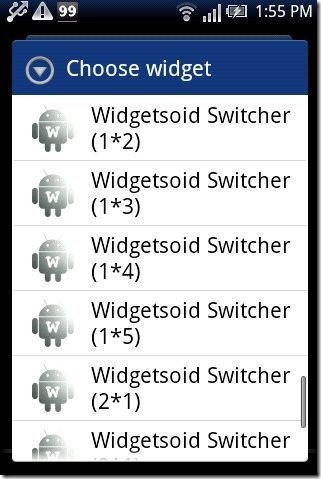 99
1:55 PM
Choose widget
Widgetsoid Switcher
(1*2)
Widgetsoid Switcher
(1*3)
Widgetsoid Switcher
(1*4)
Widgetsoid Switcher
(1*5)
Widgetsoid Switcher
(2*1)
Widgetsoid Switcher